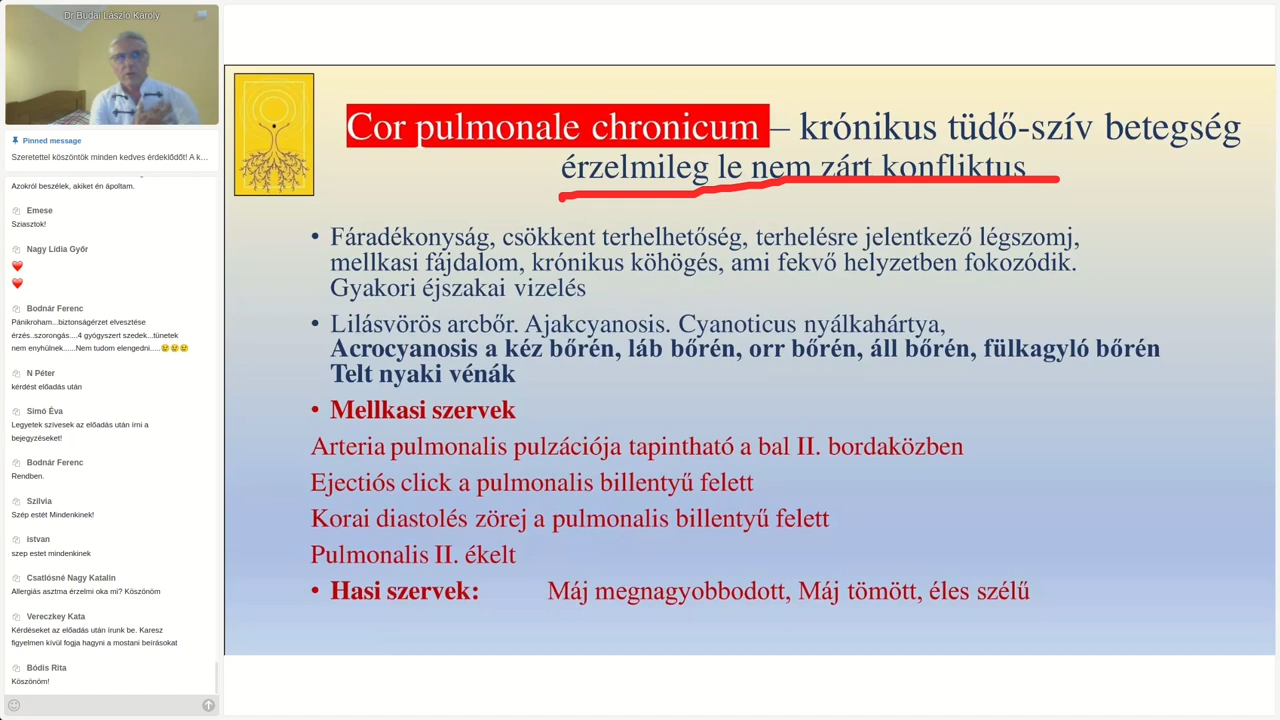 Dr Budai László Károly
Pinned message
Szeretettel köszöntök minden kedves érdeklődőt! A k...
Azokról beszélek, akiket én ápoltam.
Emese
Sziasztok!
Nagy Lídia Győr
Bodnár Ferenc
Pánikroham...biztonságérzet elvesztése
érzés..szorongás....4 gyógyszert szedek...tünetek
nem enyhülnek......Nem tudom elengedni.....😢😢😢
N Péter
kérdést előadás után
Simó Éva
Legyetek szívesek az előadás után írni a
bejegyzéseket!
Bodnár Ferenc
Rendben.
Szilvia
Szép estét Mindenkinek!
istvan
szep estet mindenkinek
Csatlósné Nagy Katalin
Allergiás asztma érzelmi oka mi? Köszönöm
Vereczkey Kata
Kérdéseket az előadás után írunk be. Karesz
figyelmen kívül fogja hagyni a mostani beírásokat
Bódis Rita
Köszönöm!
Cor pulmonale chronicum – krónikus tüdő-szív betegség
érzelmileg le nem zárt konfliktus
• Fáradékonyság, csökkent terhelhetőség, terhelésre jelentkező légszomj,
mellkasi fájdalom, krónikus köhögés, ami fekvő helyzetben fokozódik.
Gyakori éjszakai vizelés
• Lilásvörös arcbőr. Ajakcyanosis. Cyanoticus nyálkahártya,
Acrocyanosis a kéz bőrén, láb bőrén, orr bőrén, áll bőrén, fülkagyló bőrén
Telt nyaki vénák
• Mellkasi szervek
Arteria pulmonalis pulzációja tapintható a bal II. bordaközben
Ejectiós click a pulmonalis billentyű felett
Korai diastolés zörej a pulmonalis billentyű felett
Pulmonalis II. ékelt
• Hasi szervek: Máj megnagyobbodott, Máj tömött, éles szélű